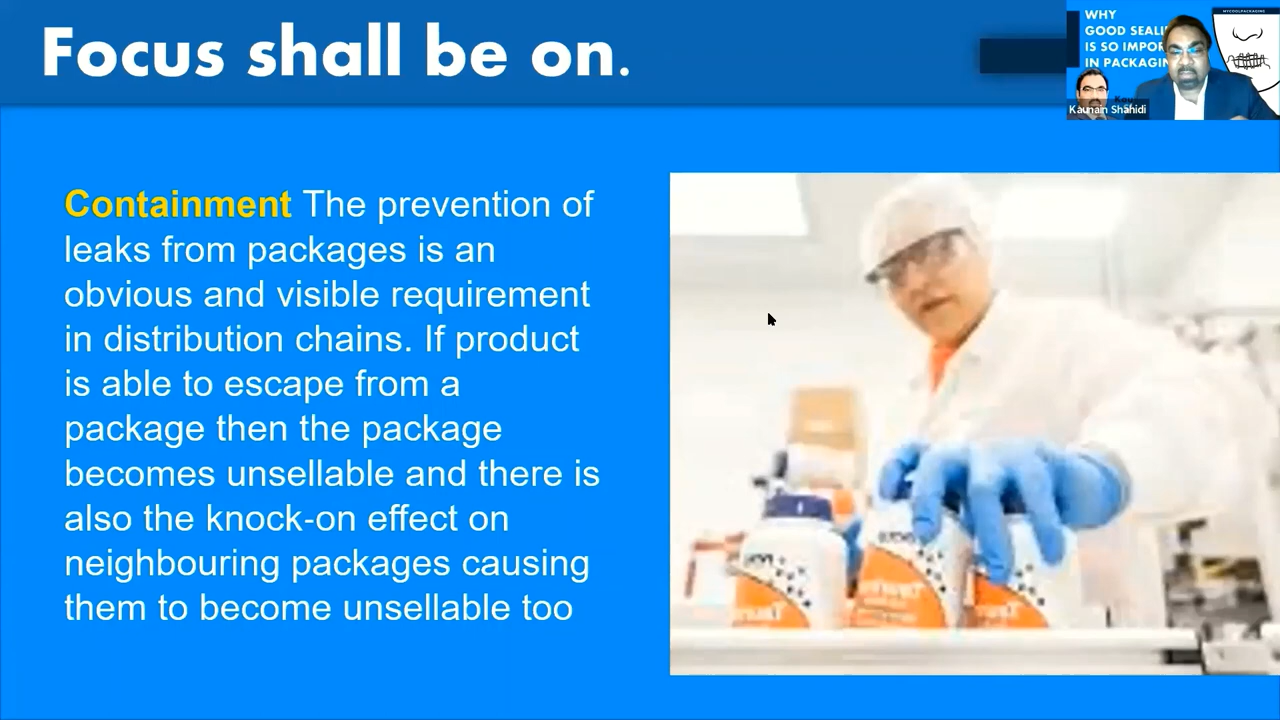 Focus shall be on.
Containment The prevention of
leaks from packages is an
obvious and visible requirement
in distribution chains. If product
is able to escape from a
package then the package
becomes unsellable and there is
also the knock-on effect on
neighbouring packages causing
them to become unsellable too
WHY
GOOD
IS SO
IN
Kaunain Shahidi
MYCOOLPACKAGING